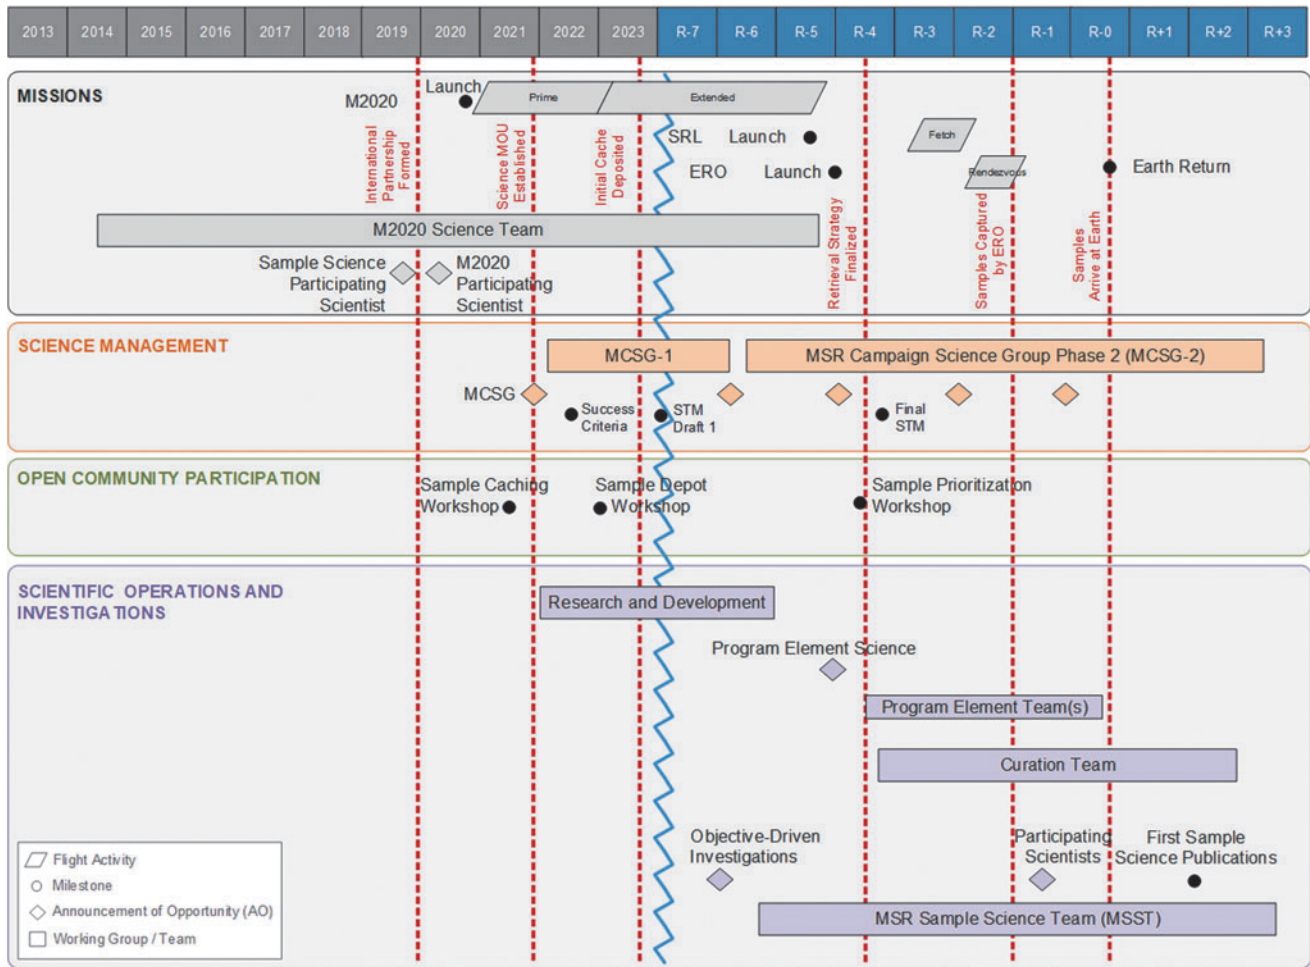 2013 2014 2015 2016 2017 2018 2019 2020 2021 2022 2023 R-7 R-6 R-5 R-4 R-3 R-2 R-1 R-0 R+1 R+2 R+3
MISSIONS
M2020
Launch
Prime
Extended
SRL
Launch
Fetch
ERO
Launch
Rendezvous
Earth Return
International
Partnership
Formed
Science MOU
Established
Initial Cache
Deposited
Retrieval Strategy
Finalized
Samples Captured
by ERO
Samples
Arrive at Earth
M2020 Science Team
Sample Science
Participating
Scientist
M2020
Participating
Scientist
SCIENCE MANAGEMENT
MCSG-1
MSR Campaign Science Group Phase 2 (MCSG-2)
MCSG
Success
Criteria
STM
Draft 1
Final
STM
OPEN COMMUNITY PARTICIPATION
Sample Caching
Workshop
Sample Depot
Workshop
Sample Prioritization
Workshop
SCIENTIFIC OPERATIONS AND
INVESTIGATIONS
Research and Development
Program Element Science
Program Element Team(s)
Curation Team
Objective-Driven
Investigations
Participating
Scientists
First Sample
Science Publications
MSR Sample Science Team (MSST)
Flight Activity
Milestone
Announcement of Opportunity (AO)
Working Group / Team